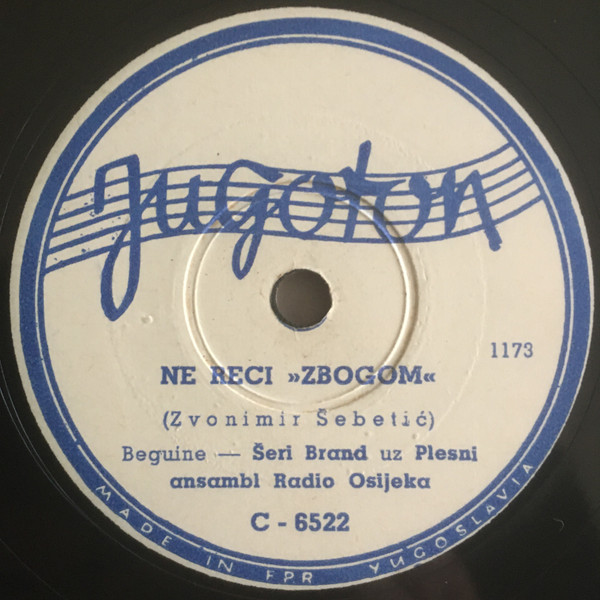 Jugoton
1173
NE RECI »ZBOGOM«
(Zvonimir Šebetić)
Beguine — Šeri Brand uz Plesni
ansambl Radio Osijeka
C - 6522
MADE IN FPR YUGOSLAVIA